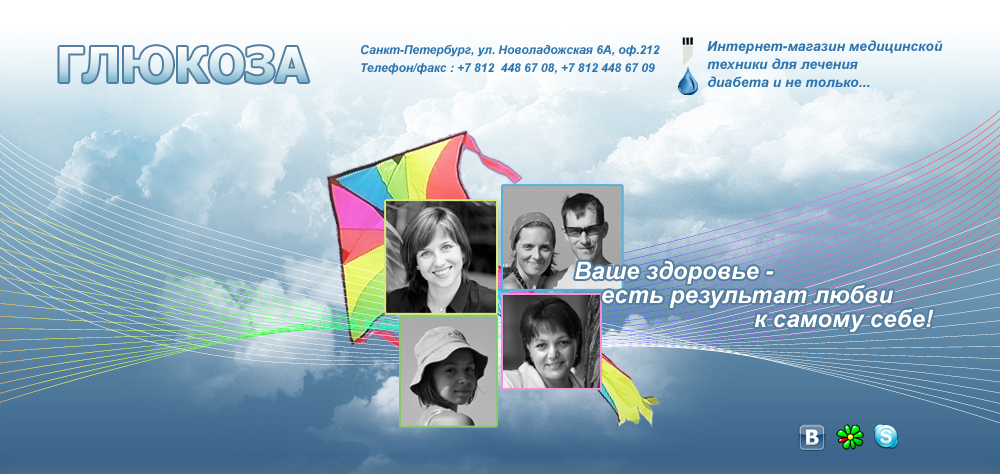 ГЛЮКОЗА
Санкт-Петербург, ул. Новоладожская 6А, оф.212
Телефон/факс : +7 812 448 67 08, +7 812 448 67 09
Интернет-магазин медицинской
техники для лечения
диабета и не только...
Ваше здоровье -
есть результат любви
к самому себе!
В
S